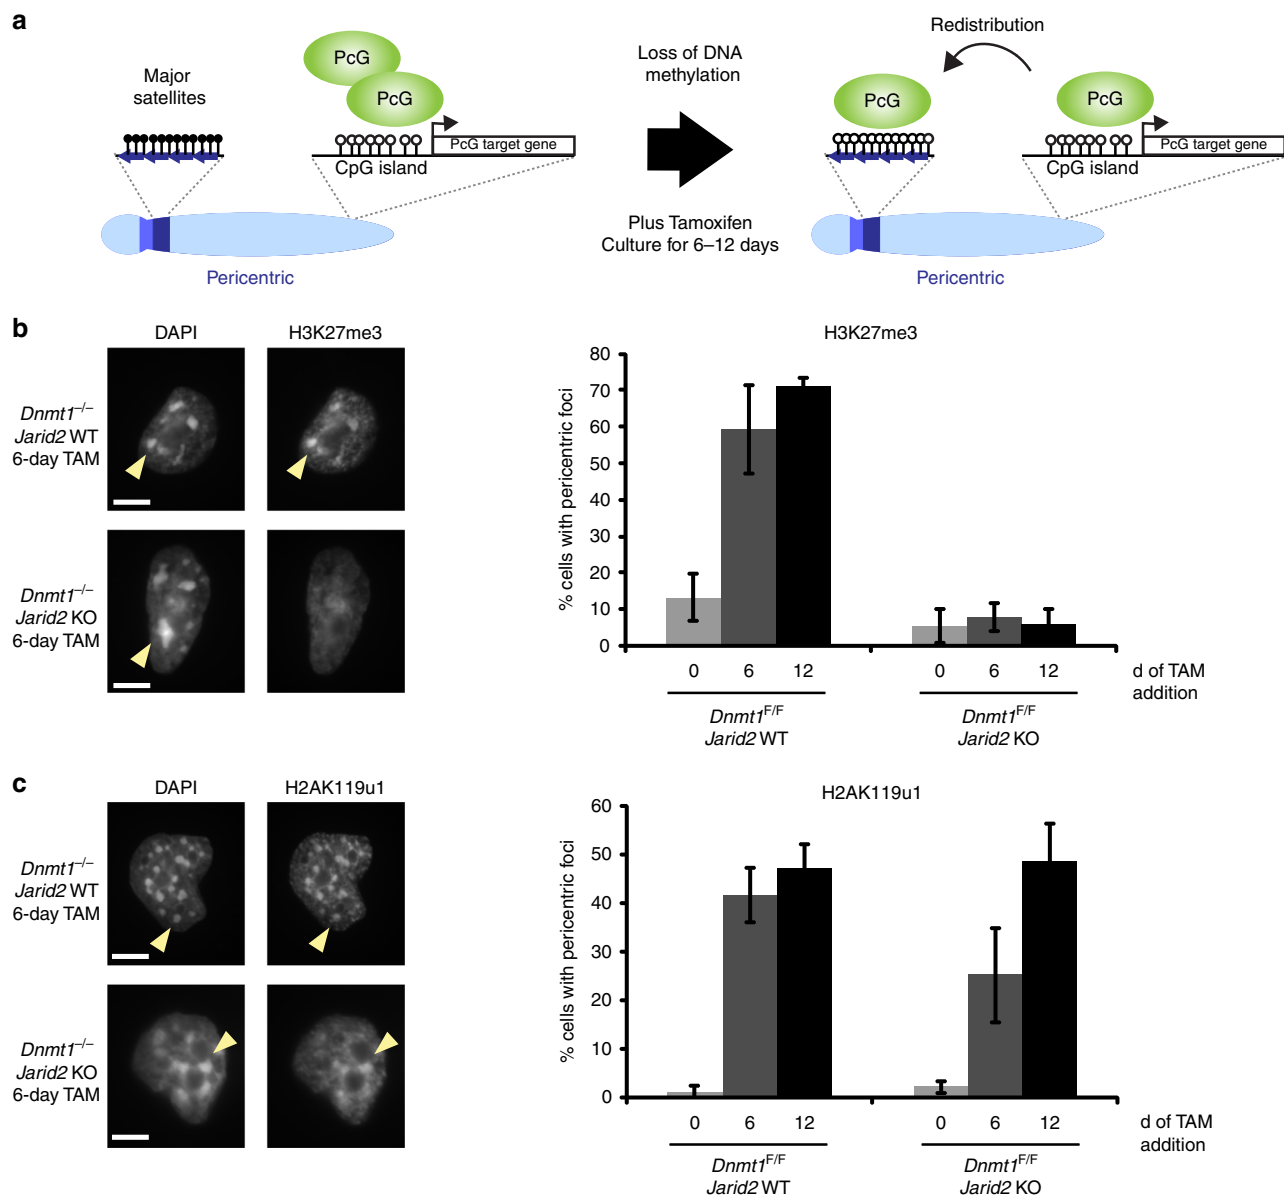 a
Major
satellites
PcG
PcG
PcG target gene
CpG island
Pericentric
Loss of DNA
methylation
Plus Tamoxifen
Culture for 6–12 days
Redistribution
PcG
PcG
PcG target gene
CpG island
Pericentric
b
DAPI
H3K27me3
Dnmt1–/–
Jarid2 WT
6-day TAM
Dnmt1–/–
Jarid2 KO
6-day TAM
H3K27me3
% cells with pericentric foci
80
70
60
50
40
30
20
10
0
0 6 12 0 6 12
d of TAM
addition
Dnmt1F/F
Jarid2 WT
Dnmt1F/F
Jarid2 KO
c
DAPI
H2AK119u1
Dnmt1–/–
Jarid2 WT
6-day TAM
Dnmt1–/–
Jarid2 KO
6-day TAM
H2AK119u1
% cells with pericentric foci
60
50
40
30
20
10
0
0 6 12 0 6 12
d of TAM
addition
Dnmt1F/F
Jarid2 WT
Dnmt1F/F
Jarid2 KO